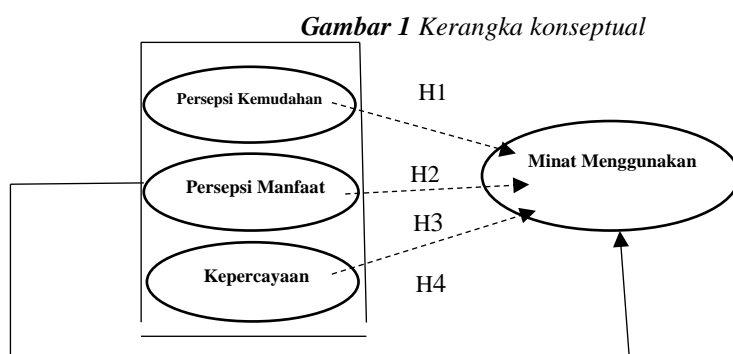 Gambar 1 Kerangka konseptual
Persepsi Kemudahan
H1
Minat Menggunakan
Persepsi Manfaat
H2
H3
Kepercayaan
H4